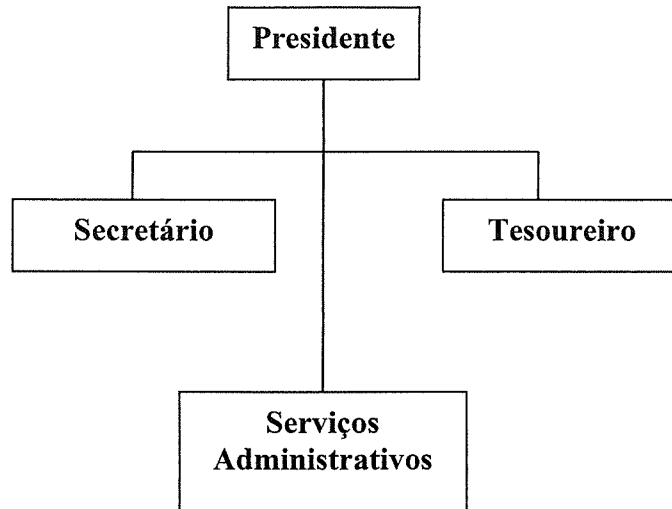 Presidente
Secretário
Tesoureiro
Serviços
Administrativos